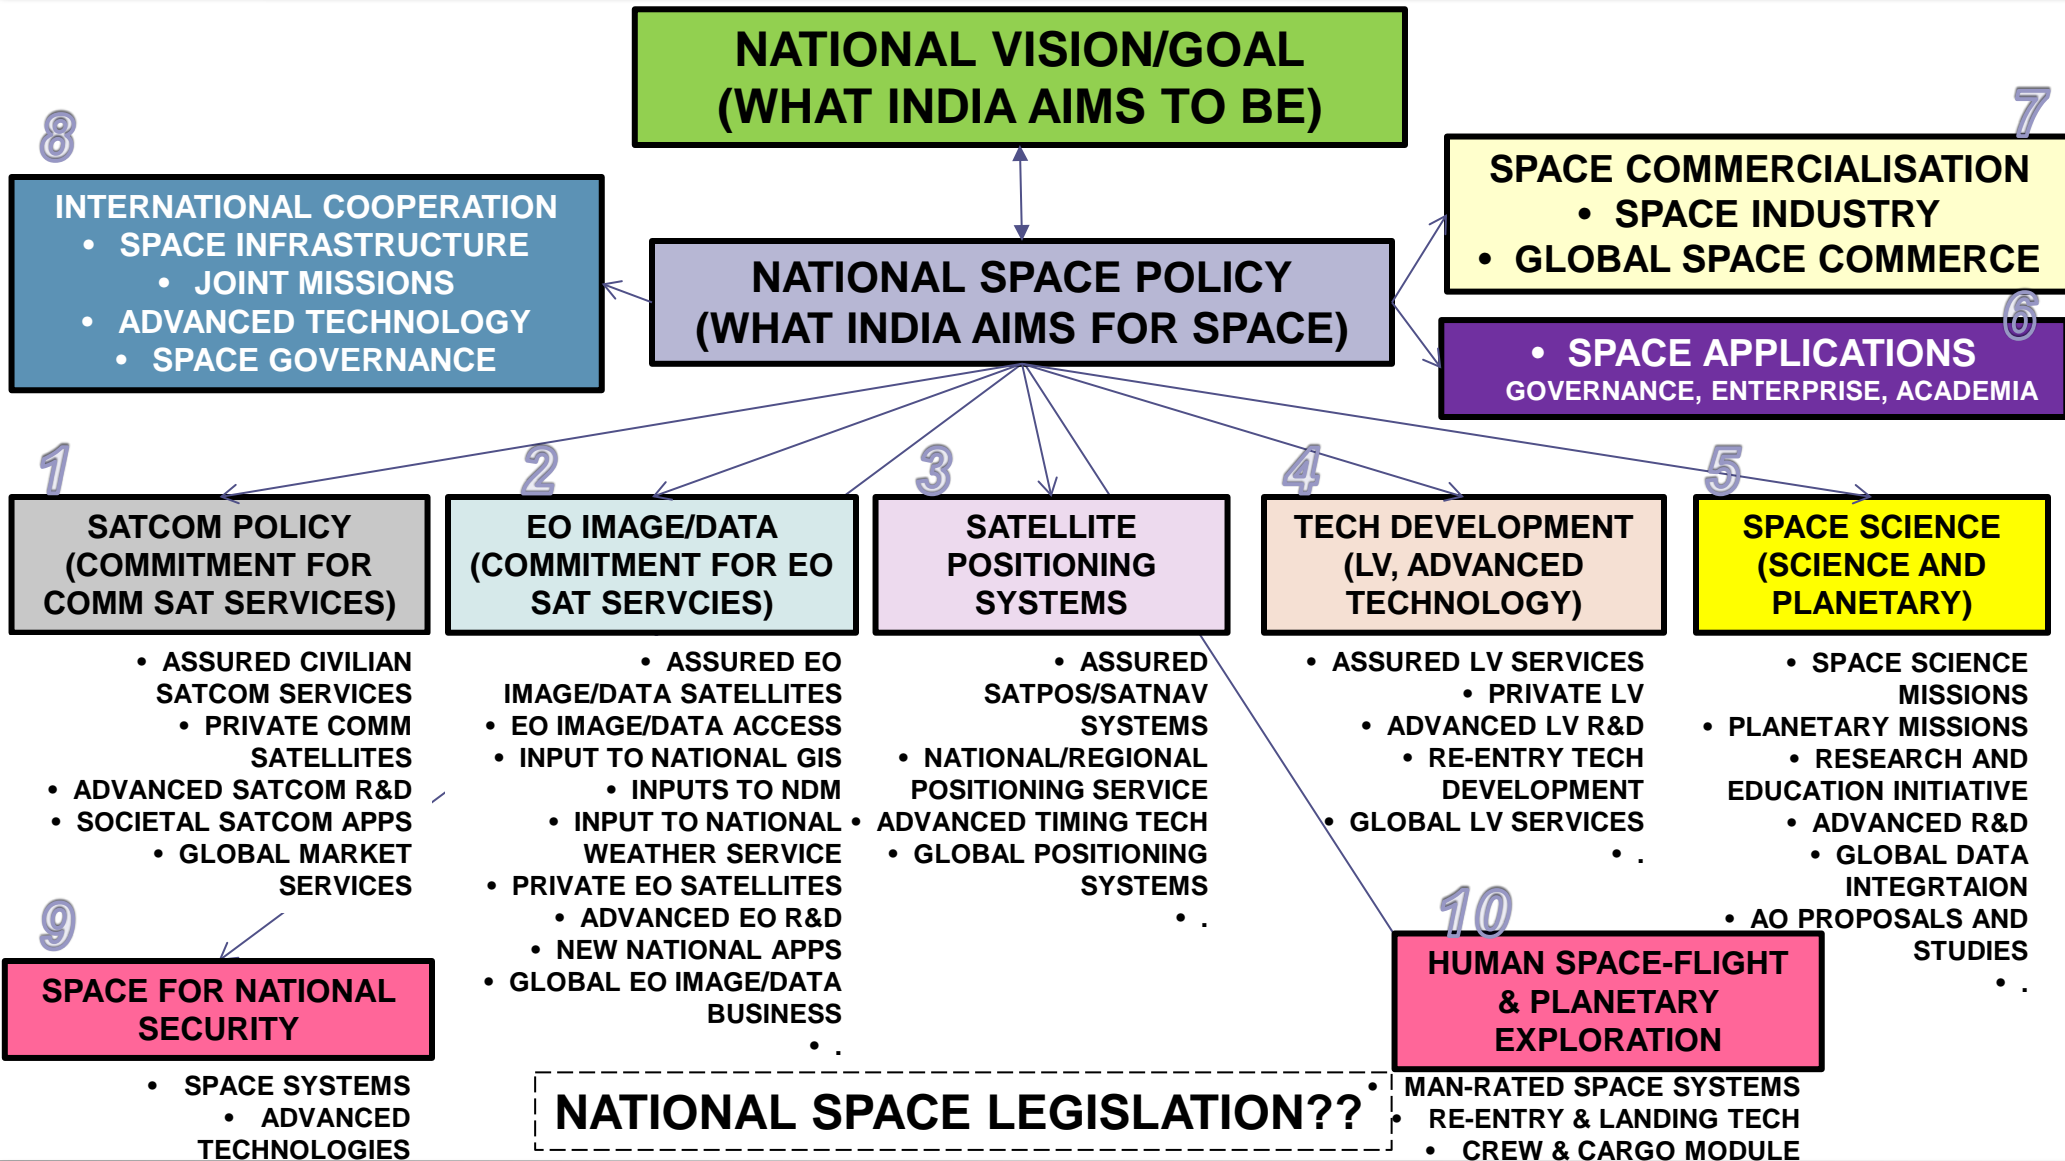 NATIONAL VISION/GOAL
(WHAT INDIA AIMS TO BE)
8
INTERNATIONAL COOPERATION
• SPACE INFRASTRUCTURE
• JOINT MISSIONS
• ADVANCED TECHNOLOGY
• SPACE GOVERNANCE
NATIONAL SPACE POLICY
(WHAT INDIA AIMS FOR SPACE)
7
SPACE COMMERCIALISATION
• SPACE INDUSTRY
• GLOBAL SPACE COMMERCE
6
• SPACE APPLICATIONS
GOVERNANCE, ENTERPRISE, ACADEMIA
1
SATCOM POLICY
(COMMITMENT FOR
COMM SAT SERVICES)
• ASSURED CIVILIAN
SATCOM SERVICES
• PRIVATE COMM
SATELLITES
• ADVANCED SATCOM R&D
• SOCIETAL SATCOM APPS
• GLOBAL MARKET
SERVICES
2
EO IMAGE/DATA
(COMMITMENT FOR EO
SAT SERVCIES)
• ASSURED EO
IMAGE/DATA SATELLITES
• EO IMAGE/DATA ACCESS
• INPUT TO NATIONAL GIS
• INPUTS TO NDM
• INPUT TO NATIONAL
WEATHER SERVICE
• PRIVATE EO SATELLITES
• ADVANCED EO R&D
• NEW NATIONAL APPS
• GLOBAL EO IMAGE/DATA
BUSINESS
• .
3
SATELLITE
POSITIONING
SYSTEMS
• ASSURED
SATPOS/SATNAV
SYSTEMS
• NATIONAL/REGIONAL
POSITIONING SERVICE
• ADVANCED TIMING TECH
• GLOBAL POSITIONING
SYSTEMS
• .
4
TECH DEVELOPMENT
(LV, ADVANCED
TECHNOLOGY)
• ASSURED LV SERVICES
• PRIVATE LV
• ADVANCED LV R&D
• RE-ENTRY TECH
DEVELOPMENT
• GLOBAL LV SERVICES
• .
5
SPACE SCIENCE
(SCIENCE AND
PLANETARY)
• SPACE SCIENCE
MISSIONS
• PLANETARY MISSIONS
• RESEARCH AND
EDUCATION INITIATIVE
• ADVANCED R&D
• GLOBAL DATA
INTEGRTAION
• AO PROPOSALS AND
STUDIES
• .
9
SPACE FOR NATIONAL
SECURITY
• SPACE SYSTEMS
• ADVANCED
TECHNOLOGIES
NATIONAL SPACE LEGISLATION??
10
HUMAN SPACE-FLIGHT
& PLANETARY
EXPLORATION
• MAN-RATED SPACE SYSTEMS
• RE-ENTRY & LANDING TECH
• CREW & CARGO MODULE